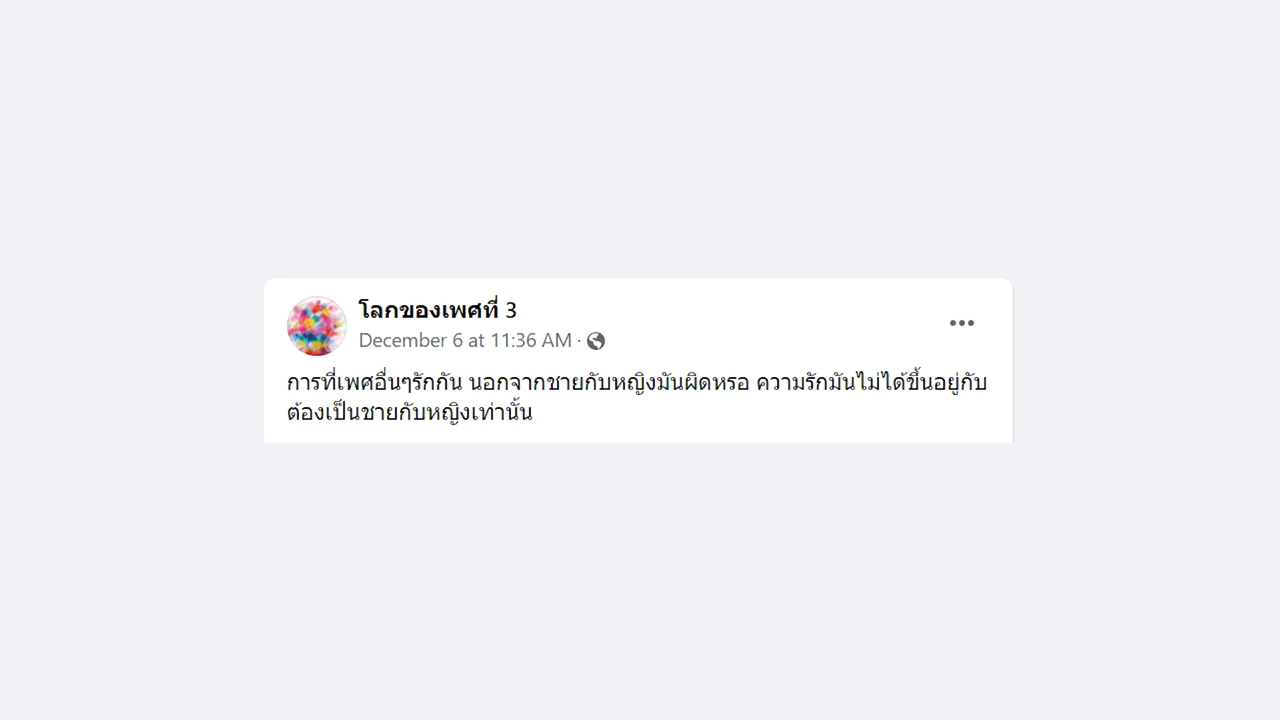 โลกของเพศที่ 3
December 6 at 11:36 AM ·
การที่เพศอื่นๆรักกัน นอกจากชายกับหญิงมันผิดหรอ ความรักมันไม่ได้ขึ้นอยู่กับ
ต้องเป็นชายกับหญิงเท่านั้น